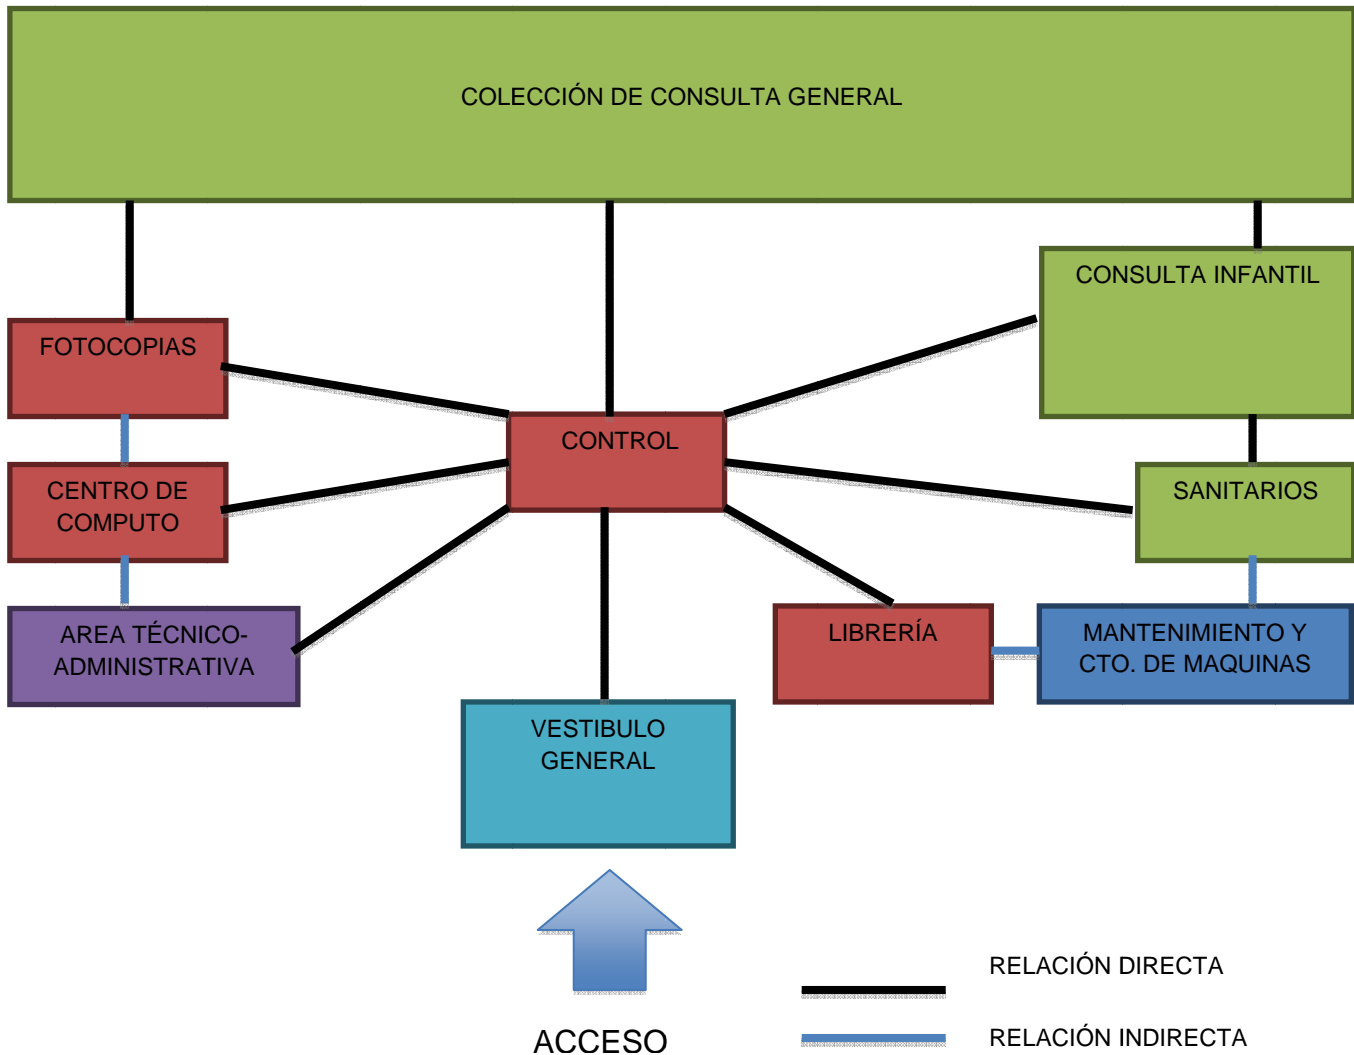 COLECCIÓN DE CONSULTA GENERAL
CONSULTA INFANTIL
FOTOCOPIAS
CONTROL
CENTRO DE
COMPUTO
SANITARIOS
AREA TÉCNICO-
ADMINISTRATIVA
LIBRERÍA
MANTENIMIENTO Y
CTO. DE MAQUINAS
VESTIBULO
GENERAL
ACCESO
RELACIÓN DIRECTA
RELACIÓN INDIRECTA